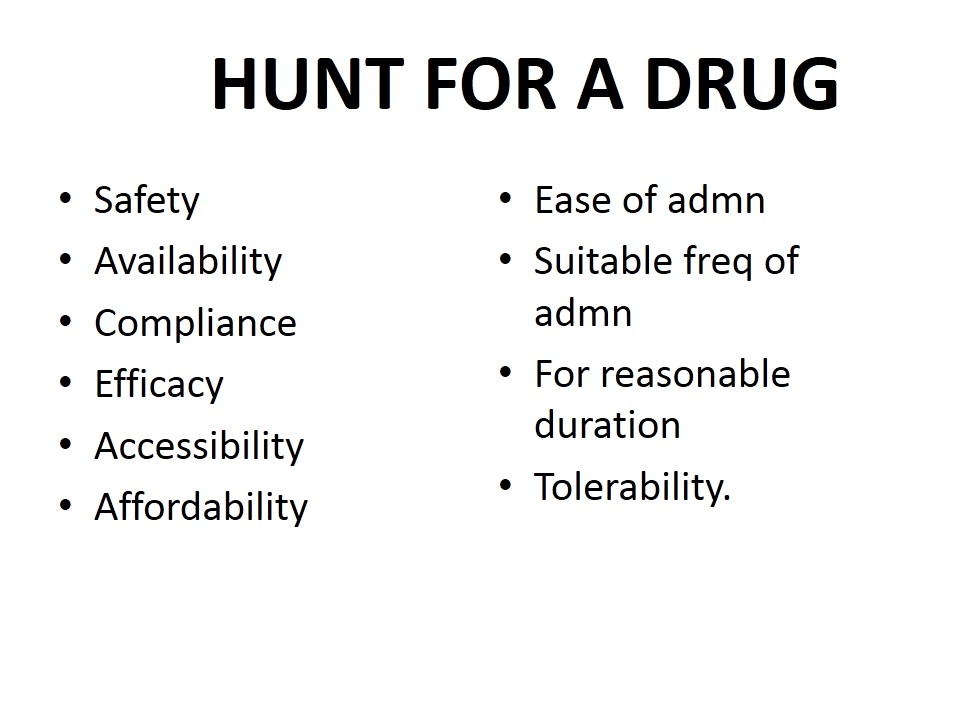 HUNT FOR A DRUG
• Safety
• Availability
• Compliance
• Efficacy
• Accessibility
• Affordability
• Ease of admn
• Suitable freq of
admn
• For reasonable
duration
• Tolerability.